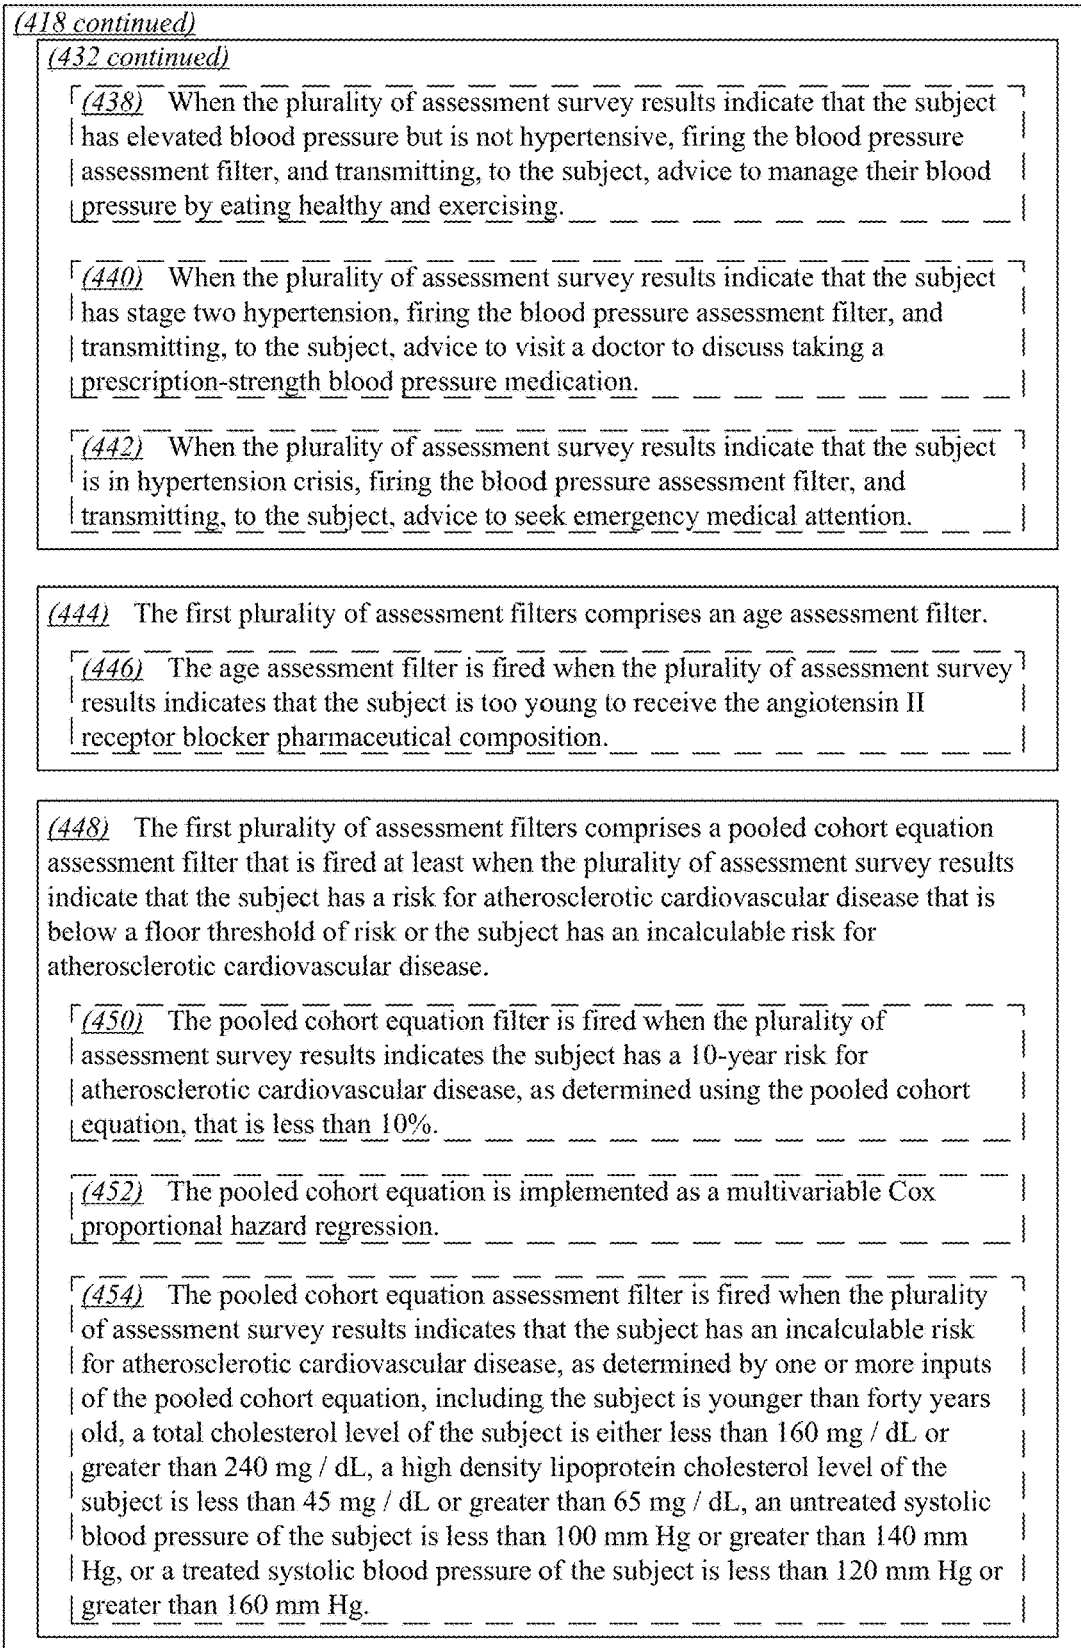 (418 continued)
(432 continued)
(438) When the plurality of assessment survey results indicate that the subject
has elevated blood pressure but is not hypertensive, firing the blood pressure
assessment filter, and transmitting, to the subject, advice to manage their blood
pressure by eating healthy and exercising.
(440) When the plurality of assessment survey results indicate that the subject
has stage two hypertension, firing the blood pressure assessment filter, and
transmitting, to the subject, advice to visit a doctor to discuss taking a
prescription-strength blood pressure medication.
(442) When the plurality of assessment survey results indicate that the subject
is in hypertension crisis, firing the blood pressure assessment filter, and
transmitting, to the subject, advice to seek emergency medical attention.
(444) The first plurality of assessment filters comprises an age assessment filter.
(446) The age assessment filter is fired when the plurality of assessment survey
results indicates that the subject is too young to receive the angiotensin II
receptor blocker pharmaceutical composition.
(448) The first plurality of assessment filters comprises a pooled cohort equation
assessment filter that is fired at least when the plurality of assessment survey results
indicate that the subject has a risk for atherosclerotic cardiovascular disease that is
below a floor threshold of risk or the subject has an incalculable risk for
atherosclerotic cardiovascular disease.
(450) The pooled cohort equation filter is fired when the plurality of
assessment survey results indicates the subject has a 10-year risk for
atherosclerotic cardiovascular disease, as determined using the pooled cohort
equation, that is less than 10%.
(452) The pooled cohort equation is implemented as a multivariable Cox
proportional hazard regression.
(454) The pooled cohort equation assessment filter is fired when the plurality
of assessment survey results indicates that the subject has an incalculable risk
for atherosclerotic cardiovascular disease, as determined by one or more inputs
of the pooled cohort equation, including the subject is younger than forty years
old, a total cholesterol level of the subject is either less than 160 mg / dL or
greater than 240 mg / dL, a high density lipoprotein cholesterol level of the
subject is less than 45 mg / dL or greater than 65 mg / dL, an untreated systolic
blood pressure of the subject is less than 100 mm Hg or greater than 140 mm
Hg, or a treated systolic blood pressure of the subject is less than 120 mm Hg or
greater than 160 mm Hg.